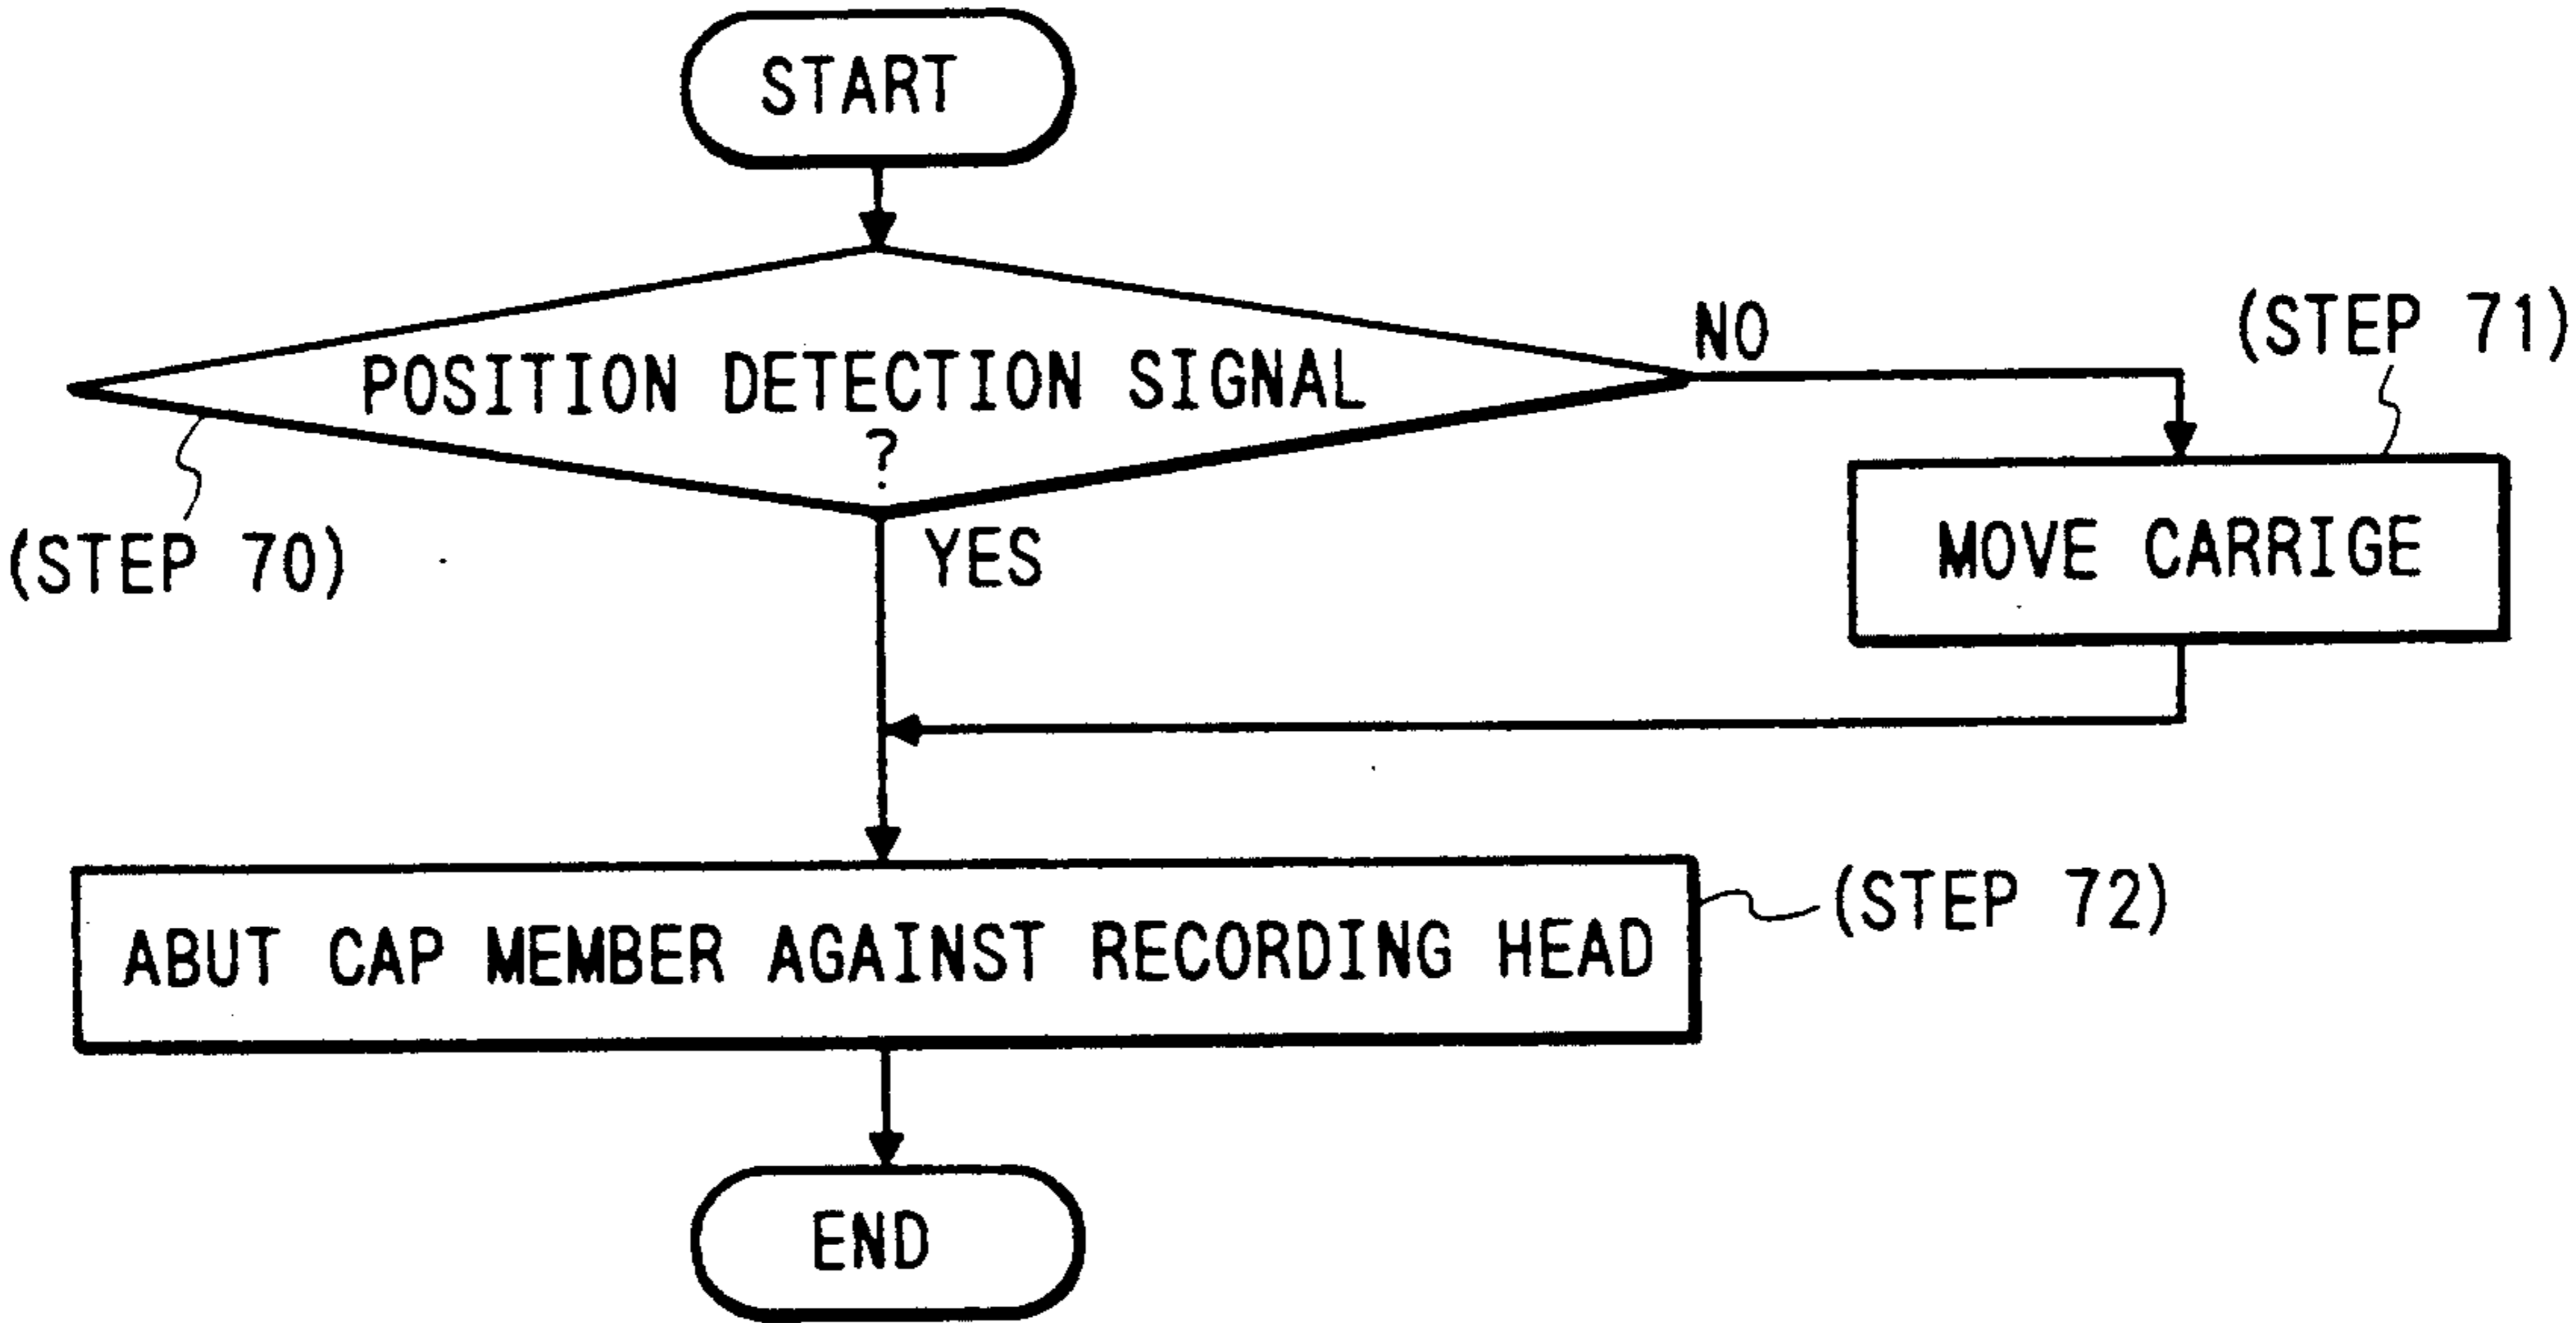 START
POSITION DETECTION SIGNAL
?
NO
(STEP 71)
(STEP 70)
YES
MOVE CARRIGE
ABUT CAP MEMBER AGAINST RECORDING HEAD
(STEP 72)
END